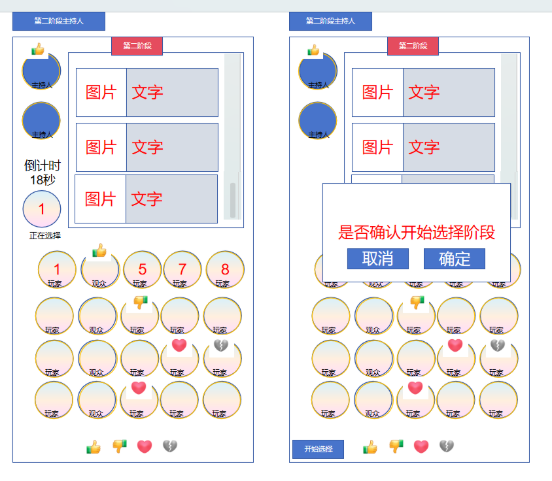 第二阶段主持人
第二阶段
主持人
图片 文字
主持人
图片 文字
倒计时
18秒
图片 文字
1
正在选择
1 5 7 8
玩家 观众 玩家 玩家 玩家
玩家 观众 玩家 玩家 玩家
玩家 观众 玩家 玩家 玩家
玩家 观众 玩家 玩家 玩家
第二阶段主持人
第二阶段
主持人
图片 文字
主持人
图片 文字
是否确认开始选择阶段
取消 确定
玩家 观众 玩家 玩家 玩家
玩家 观众 玩家 玩家 玩家
玩家 观众 玩家 玩家 玩家
玩家 观众 玩家 玩家 玩家
开始选择